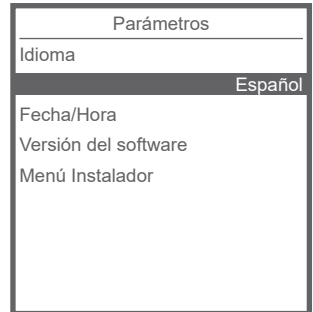 Parámetros
Idioma
Español
Fecha/Hora
Versión del software
Menú Instalador